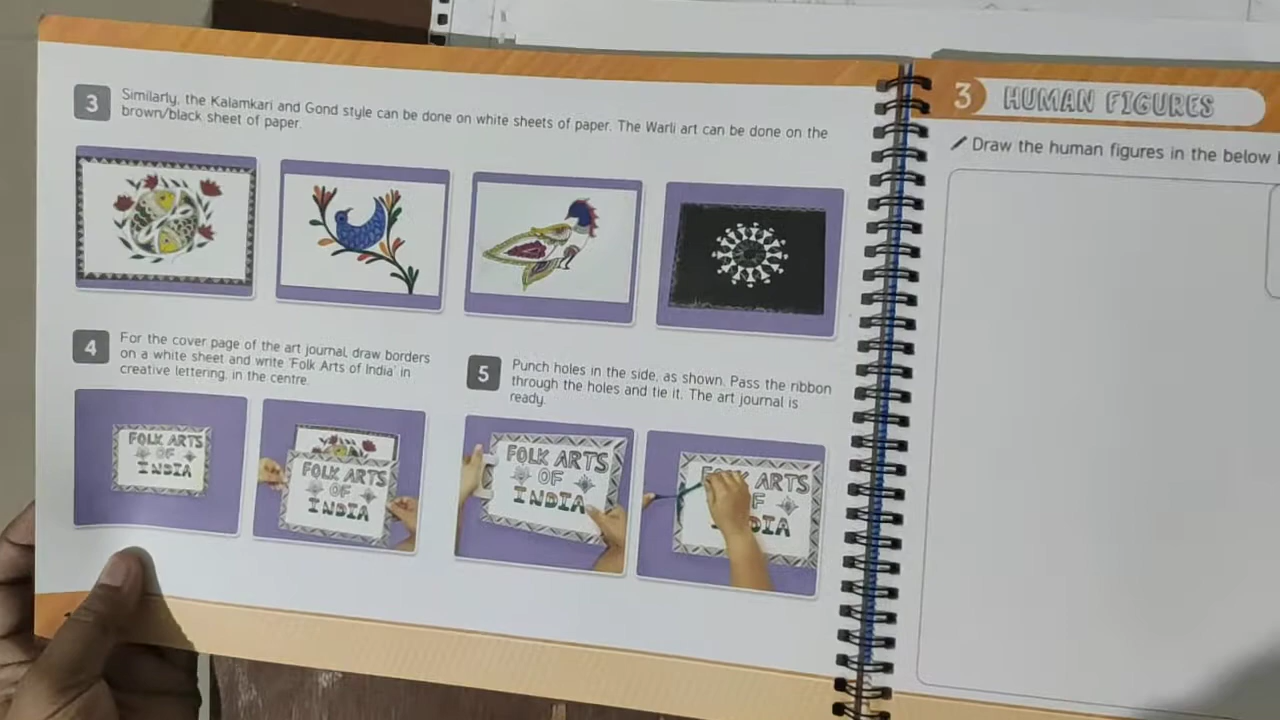 3
Similarly, the Kalamkari and Gond style can be done on white sheets of paper. The Warli art can be done on the
brown/black sheet of paper.
4
For the cover page of the art journal, draw borders
on a white sheet and write 'Folk Arts of India' in
creative lettering, in the centre.
5
Punch holes in the side, as shown. Pass the ribbon
through the holes and tie it. The art journal is
ready.
FOLK ARTS
OF
INDIA
FOLK ARTS
OF
INDIA
FOLK ARTS
OF
INDIA
ARTS
3 HUMAN FIGURES
Draw the human figures in the below